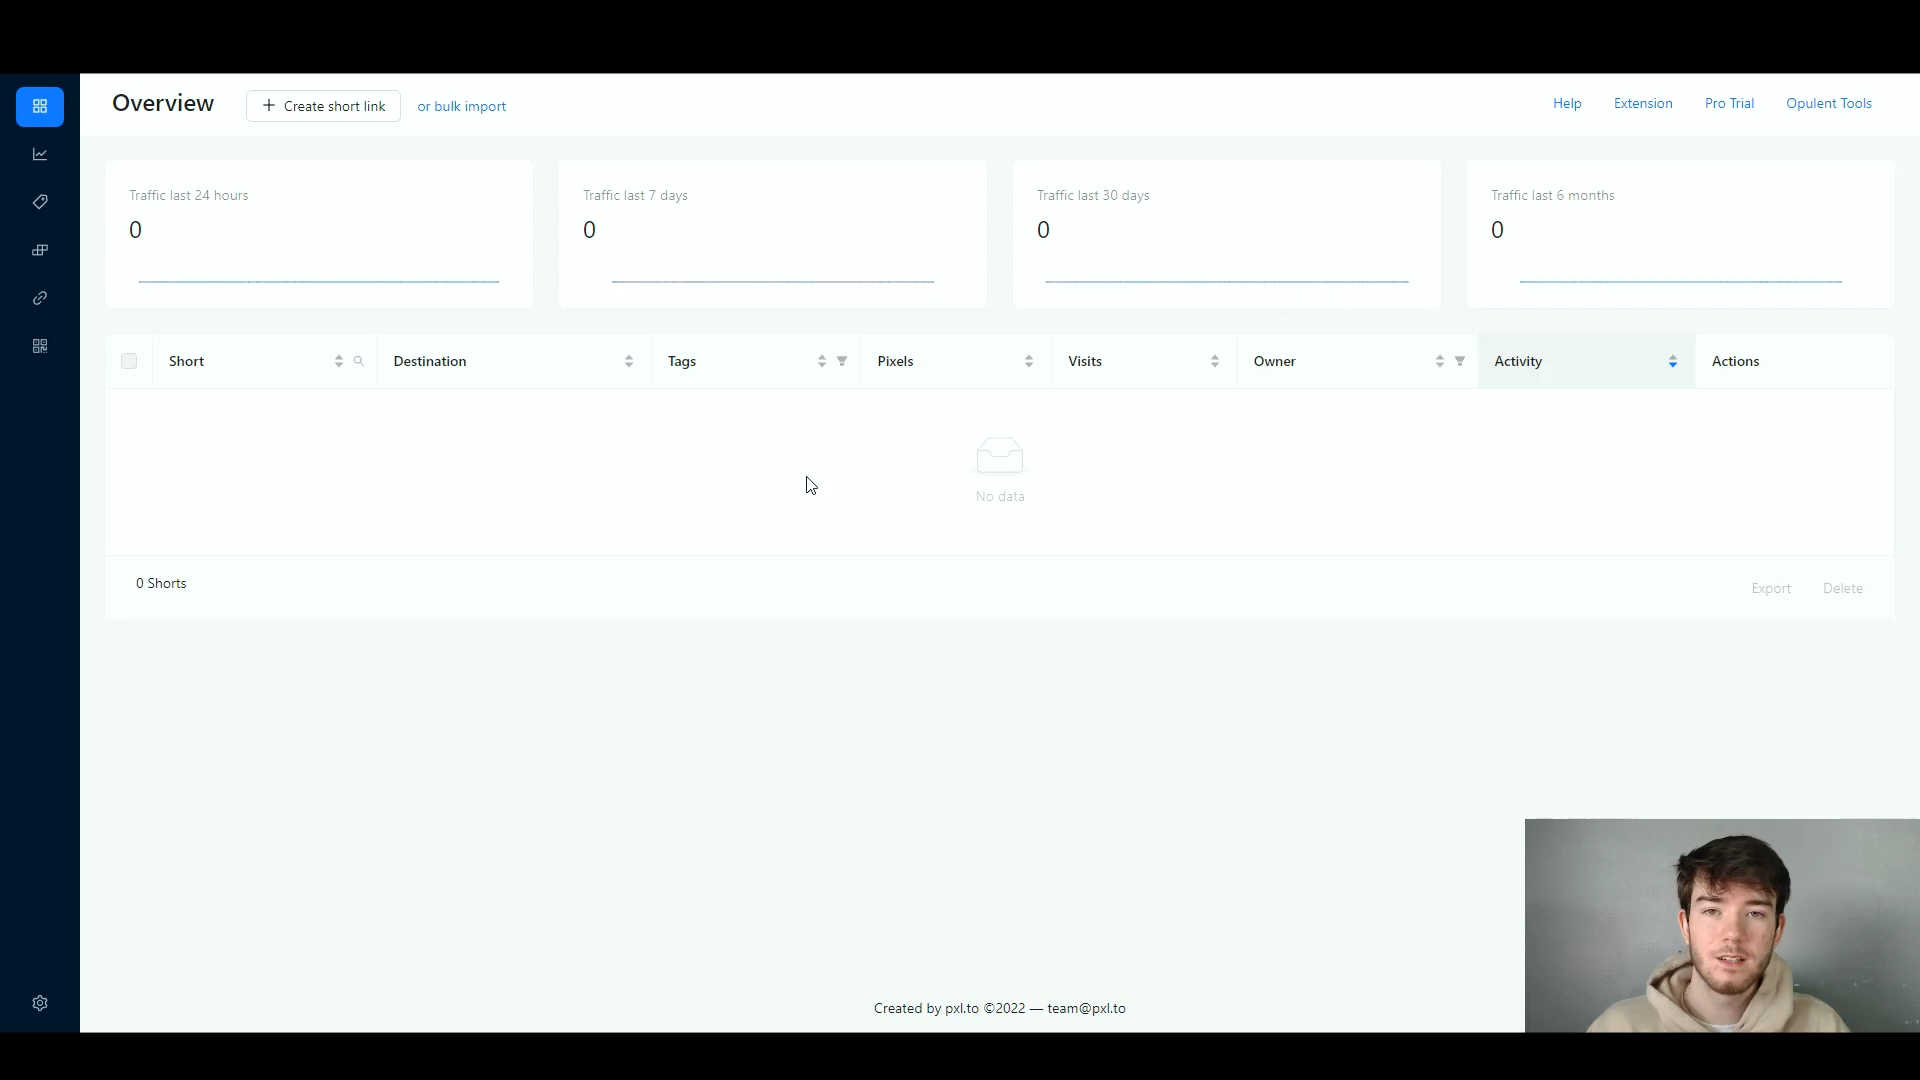 Overview
Create short link
or bulk import
Help
Extension
Pro Trial
Opulent Tools
Traffic last 24 hours
0
Traffic last 7 days
0
Traffic last 30 days
0
Traffic last 6 months
0
Short
Destination
Tags
Pixels
Visits
Owner
Activity
Actions
No data
0 Shorts
Export
Delete
Created by pxl.to ©2022 — team@pxl.to